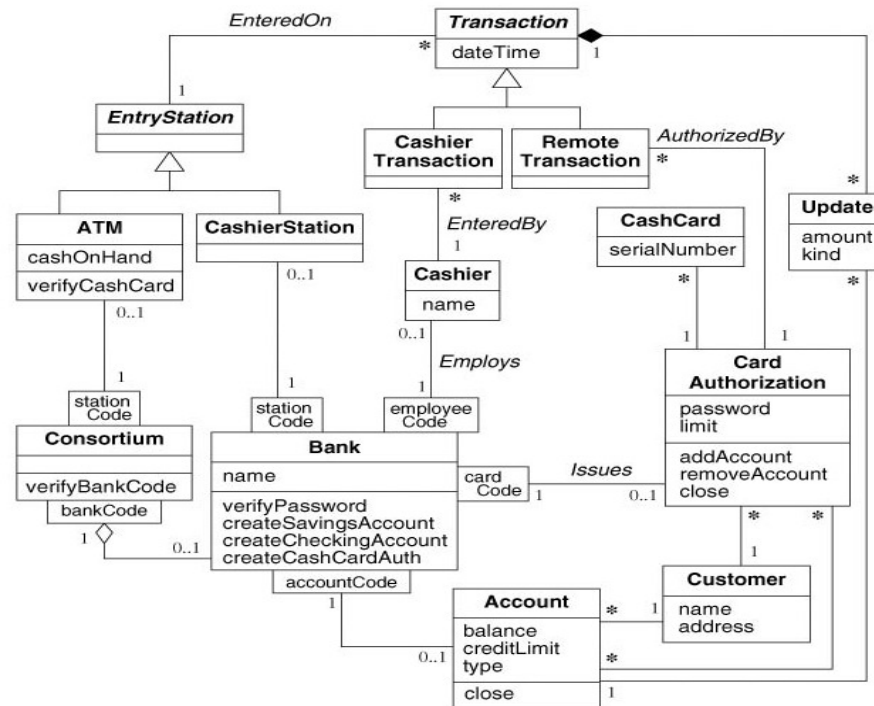 EnteredOn
Transaction
dateTime
*
1
1
EntryStation
Cashier
Transaction
Remote
Transaction
AuthorizedBy
*
*
*
ATM
cashOnHand
verifyCashCard
CashierStation
EnteredBy
CashCard
serialNumber
Update
amount
kind
1
Cashier
name
*
*
0..1
0..1
0..1
Employs
1
1
Card
Authorization
password
limit
addAccount
removeAccount
close
1
1
1
station
Code
station
Code
employee
Code
Consortium
verifyBankCode
bankCode
Bank
name
verifyPassword
createSavingsAccount
createCheckingAccount
createCashCardAuth
accountCode
card
Code
Issues
1
0..1
*
*
1
0..1
1
1
Customer
name
address
Account
balance
creditLimit
type
close
*
1
0..1
*
1